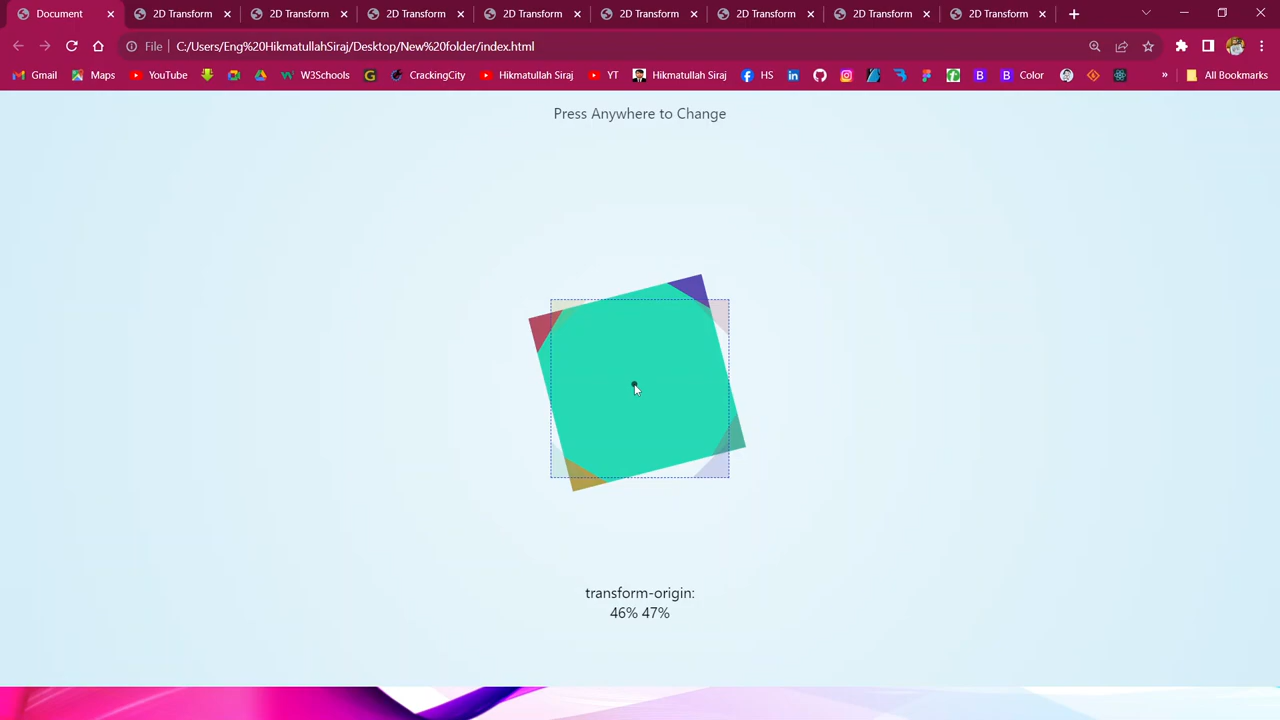 Document
2D Transform
2D Transform
2D Transform
2D Transform
2D Transform
2D Transform
2D Transform
2D Transform
File C:/Users/Eng%20HikmatullahSiraj/Desktop/New%20folder/index.html
Gmail Maps YouTube W3Schools G CrackingCity Hikmatullah Siraj YT Hikmatullah Siraj HS B B Color » All Bookmarks
Press Anywhere to Change
transform-origin:
46% 47%